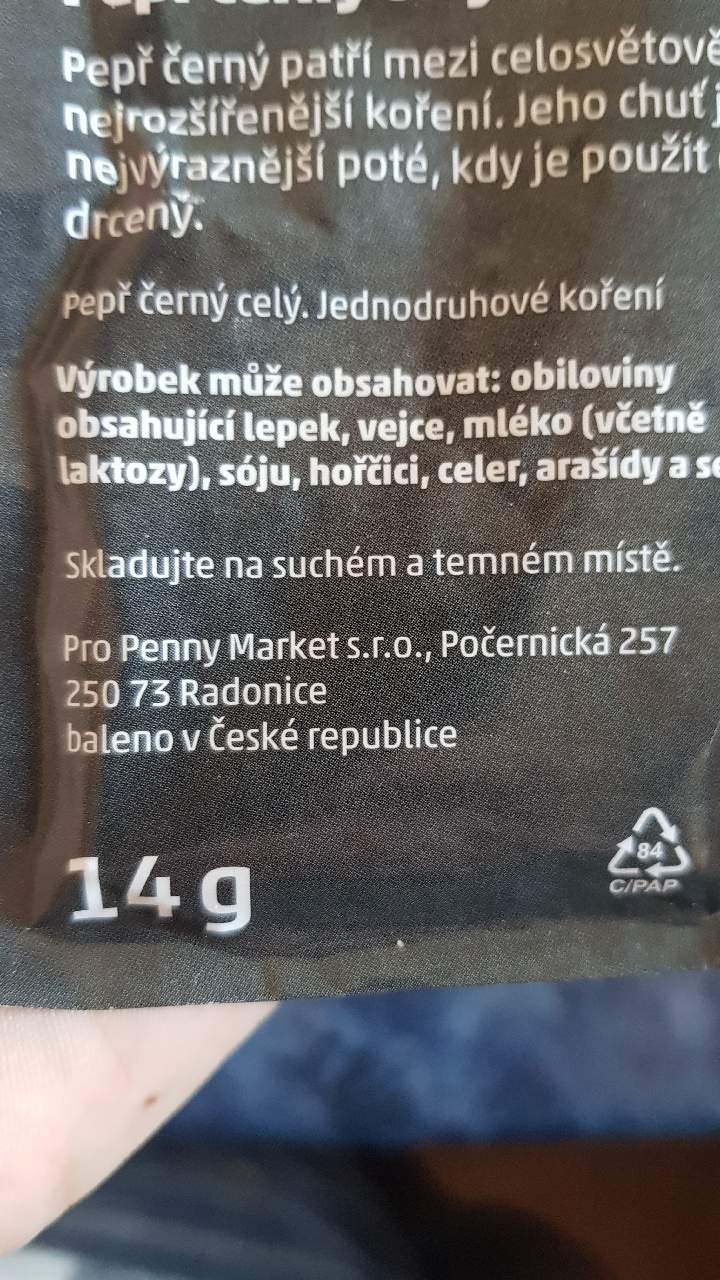 Pepř černý patří mezi celosvětově
nejrozšířenější koření. Jeho chuť
nejvýraznější poté, kdy je použit
drcený.
Pepř černý celý. Jednodruhové koření
Výrobek může obsahovat: obiloviny
obsahující lepek, vejce, mléko (včetně
laktozy), sóju, hořčici, celer, arašídy a
Skladujte na suchém a temném místě.
Pro Penny Market s.r.o., Počernická 257
250 73 Radonice
baleno v České republice
14 g
84
C/PAP